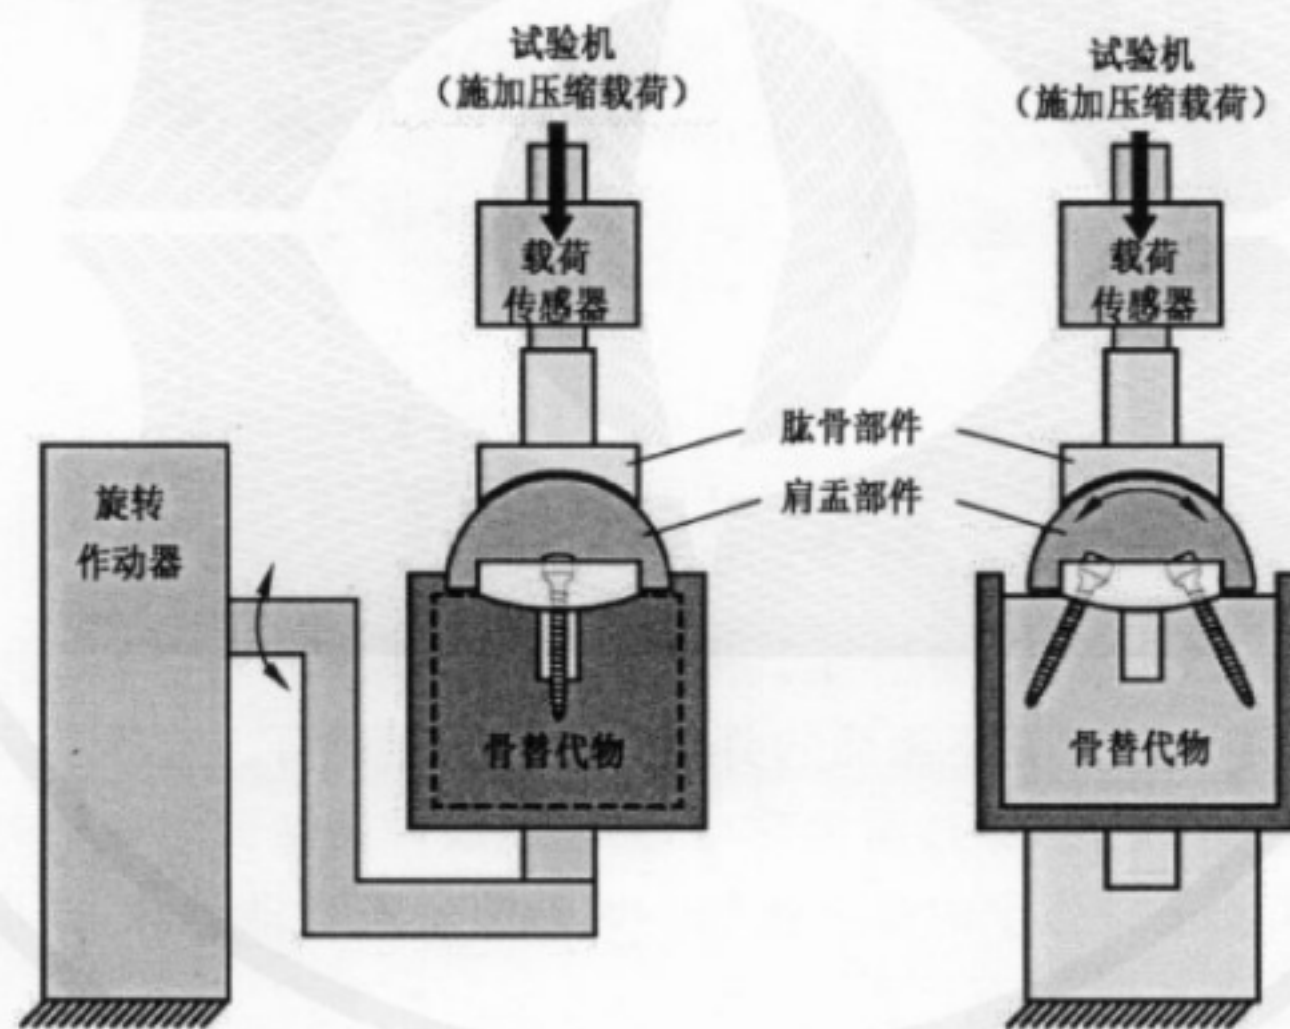 试验机
（施加压缩载荷）
试验机
（施加压缩载荷）
载荷
传感器
载荷
传感器
肱骨部件
肩盂部件
旋转
作动器
骨替代物
骨替代物